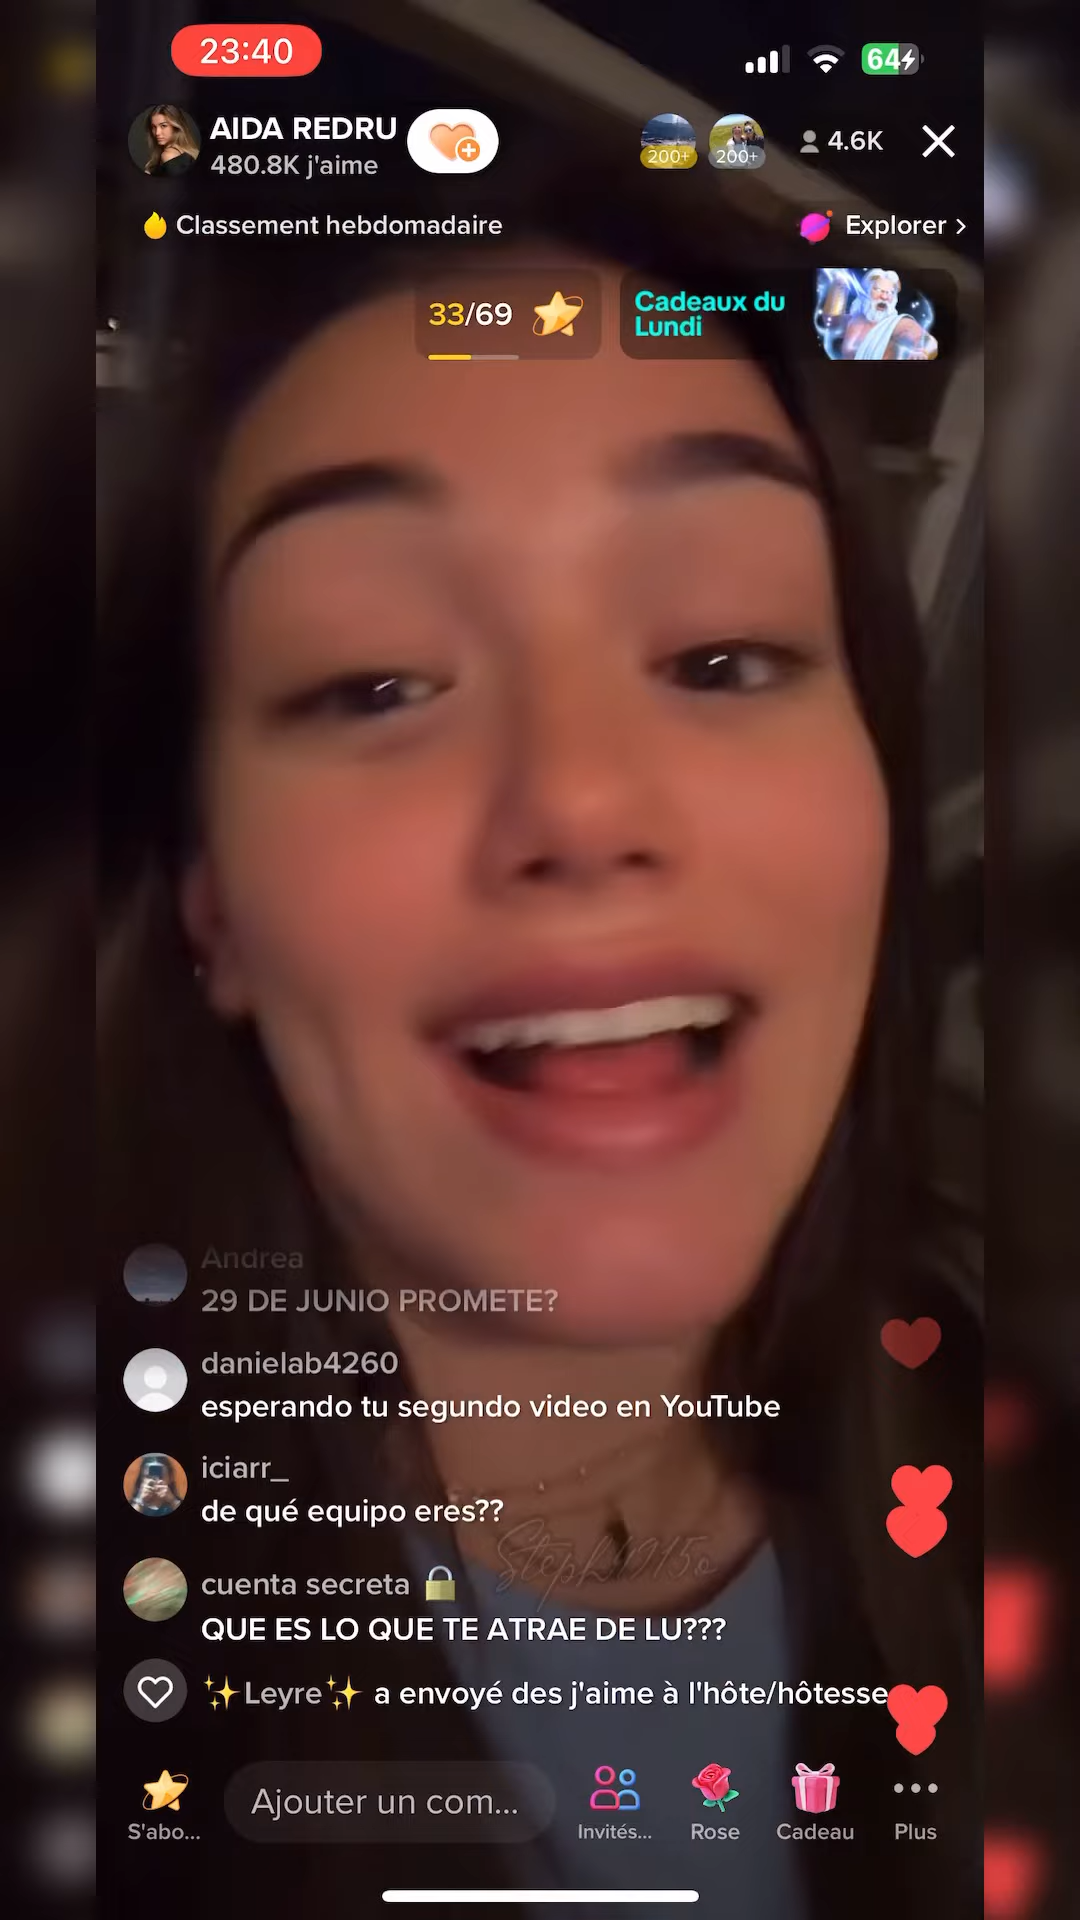 23:40
64
AIDA REDRU
480.8K j'aime
200+
200+
4.6K
Classement hebdomadaire
Explorer >
33/69
Cadeaux du
Lundi
Andrea
29 DE JUNIO PROMETE?
danielab4260
esperando tu segundo video en YouTube
iciarr_
de qué equipo eres??
cuenta secreta 🔒
QUE ES LO QUE TE ATRAE DE LU???
✨Leyre✨ a envoyé des j'aime à l'hôte/hôtesse
S'abo...
Ajouter un com...
Invités...
Rose
Cadeau
Plus